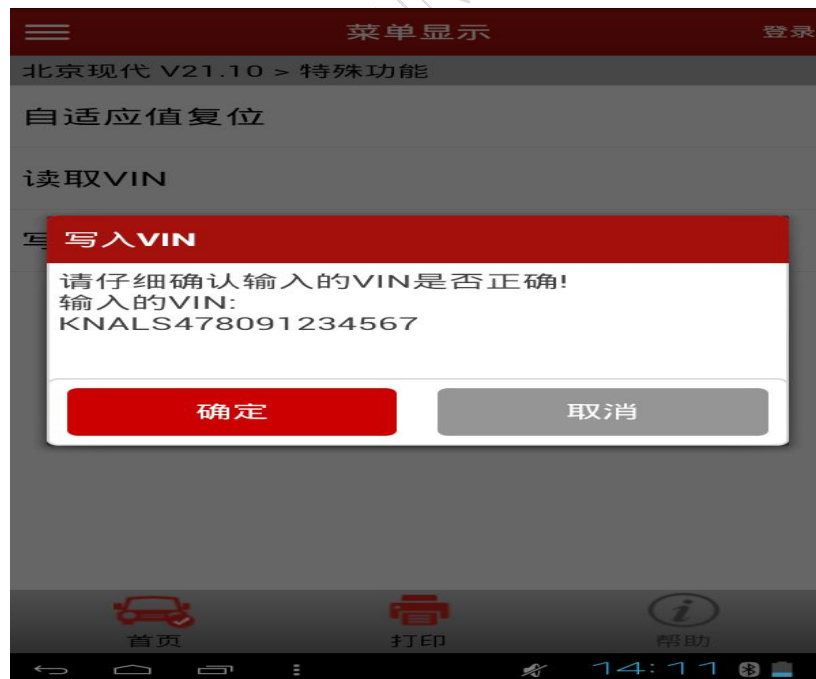 菜单显示
登录
北京现代 V21.10 > 特殊功能
自适应值复位
读取VIN
写
写入VIN
请仔细确认输入的VIN是否正确!
输入的VIN:
KNALS478091234567
确定
取消
首页
打印
帮助
14:11